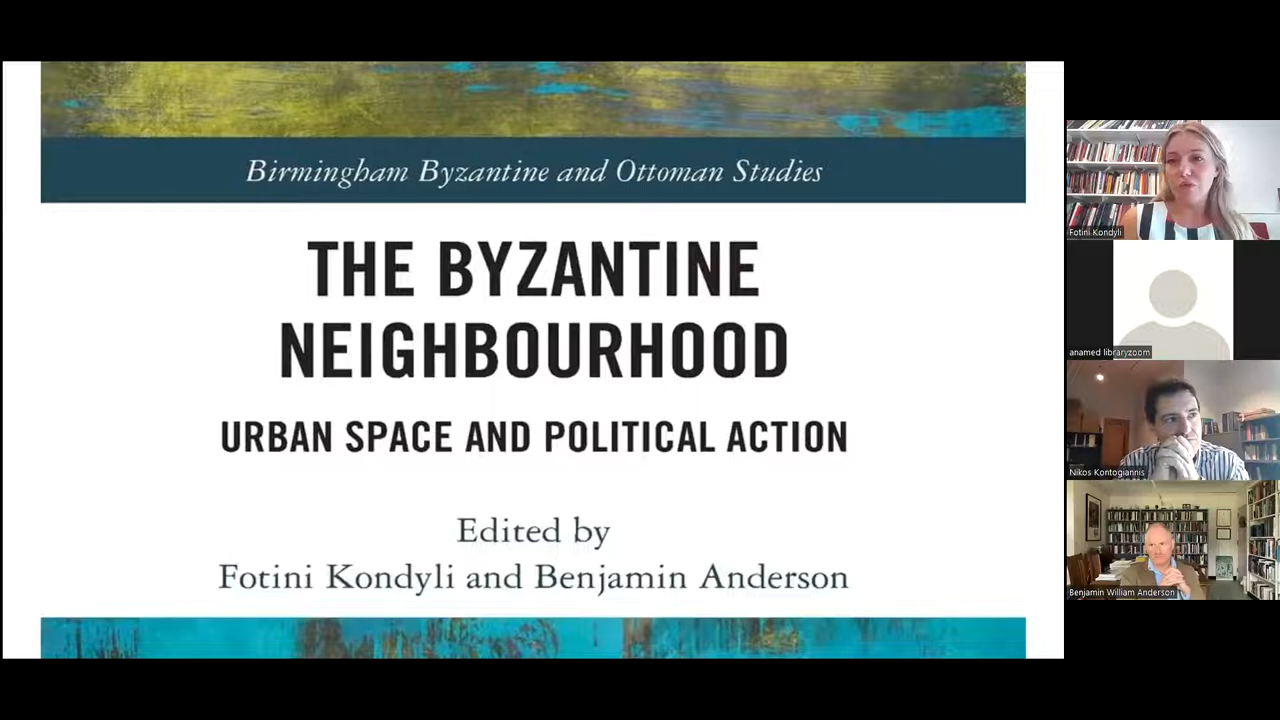 Birmingham Byzantine and Ottoman Studies
THE BYZANTINE
NEIGHBOURHOOD
URBAN SPACE AND POLITICAL ACTION
Edited by
Fotini Kondyli and Benjamin Anderson
Fotini Kondyli
anamed libraryzoom
Nikos Kontogiannis
Benjamin William Anderson